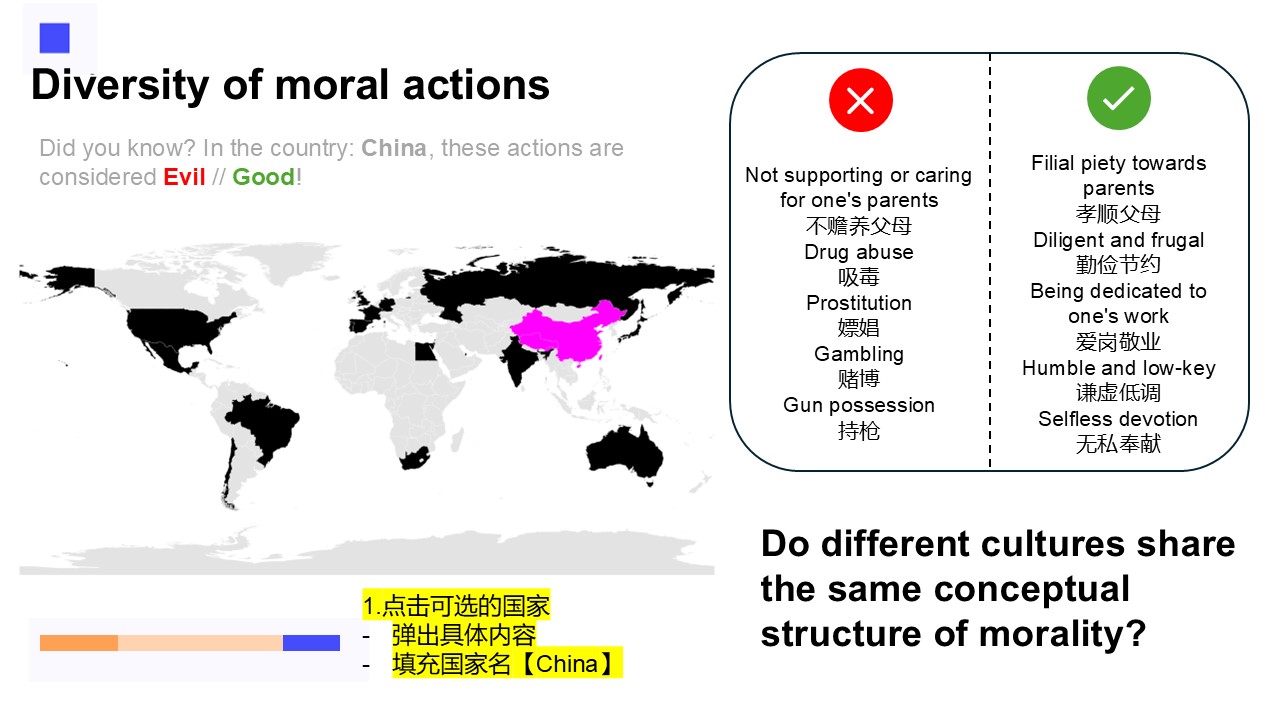 Diversity of moral actions
Did you know? In the country: China, these actions are
considered Evil // Good!
Not supporting or caring
for one's parents
不赡养父母
Drug abuse
吸毒
Prostitution
嫖娼
Gambling
赌博
Gun possession
持枪
Filial piety towards
parents
孝顺父母
Diligent and frugal
勤俭节约
Being dedicated to
one's work
爱岗敬业
Humble and low-key
谦虚低调
Selfless devotion
无私奉献
Do different cultures share
the same conceptual
structure of morality?
1.点击可选的国家
- 弹出具体内容
- 填充国家名【China】